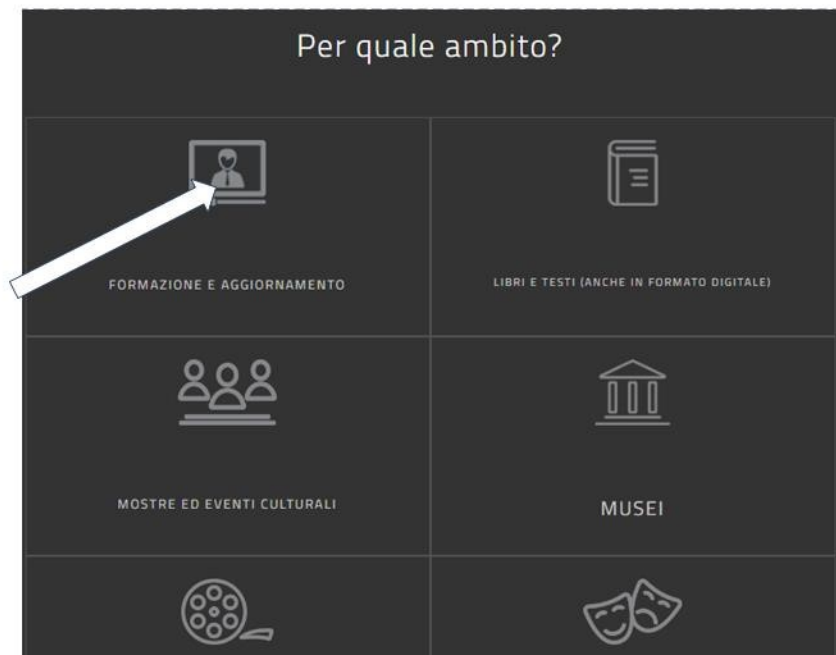 Per quale ambito?
FORMAZIONE E AGGIORNAMENTO
LIBRI E TESTI (ANCHE IN FORMATO DIGITALE)
MOSTRE ED EVENTI CULTURALI
MUSEI